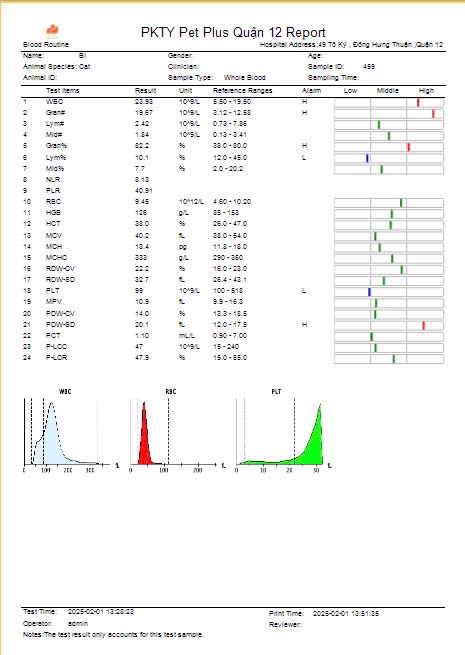 PKTY Pet Plus Quận 12 Report
Blood Routine Hospital Address:49 Tô Ký , Đông Hưng Thuận ,Quận 12
Name: Bi Gender: Age:
Animal Species: Cat Clinician: Sample ID: 459
Animal ID: Sample Type: Whole Blood Sampling Time:
Test Items Result Unit Reference Ranges Alarm Low Middle High
1 WBC 23.93 10^9/L 5.50 - 19.50 H
2 Gran# 19.67 10^9/L 3.12 - 12.58 H
3 Lym# 2.42 10^9/L 0.73 - 7.86
4 Mid# 1.84 10^9/L 0.13 - 3.41
5 Gran% 82.2 % 38.0 - 80.0 H
6 Lym% 10.1 % 12.0 - 45.0 L
7 Mid% 7.7 % 2.0 - 20.2
8 NLR 8.13
9 PLR 40.91
10 RBC 9.45 10^12/L 4.60 - 10.20
11 HGB 126 g/L 85 - 153
12 HCT 38.0 % 26.0 - 47.0
13 MCV 40.2 fL 38.0 - 54.0
14 MCH 13.4 pg 11.8 - 18.0
15 MCHC 333 g/L 290 - 360
16 RDW-CV 22.2 % 16.0 - 23.0
17 RDW-SD 32.7 fL 26.4 - 43.1
18 PLT 99 10^9/L 100 - 518 L
19 MPV 10.9 fL 9.9 - 16.3
20 PDW-CV 14.0 % 13.3 - 18.5
21 PDW-SD 20.1 fL 12.0 - 17.5 H
22 PCT 1.10 mL/L 0.90 - 7.00
23 P-LCC 47 10^9/L 15 - 240
24 P-LCR 47.9 % 15.0 - 65.0
WBC RBC PLT
0 100 200 300 fL 0 100 200 fL 0 10 20 30 fL
Test Time: 2025-02-01 13:28:23 Print Time: 2025-02-01 13:51:35
Operator: admin Reviewer:
Notes:The test result only accounts for this test sample.